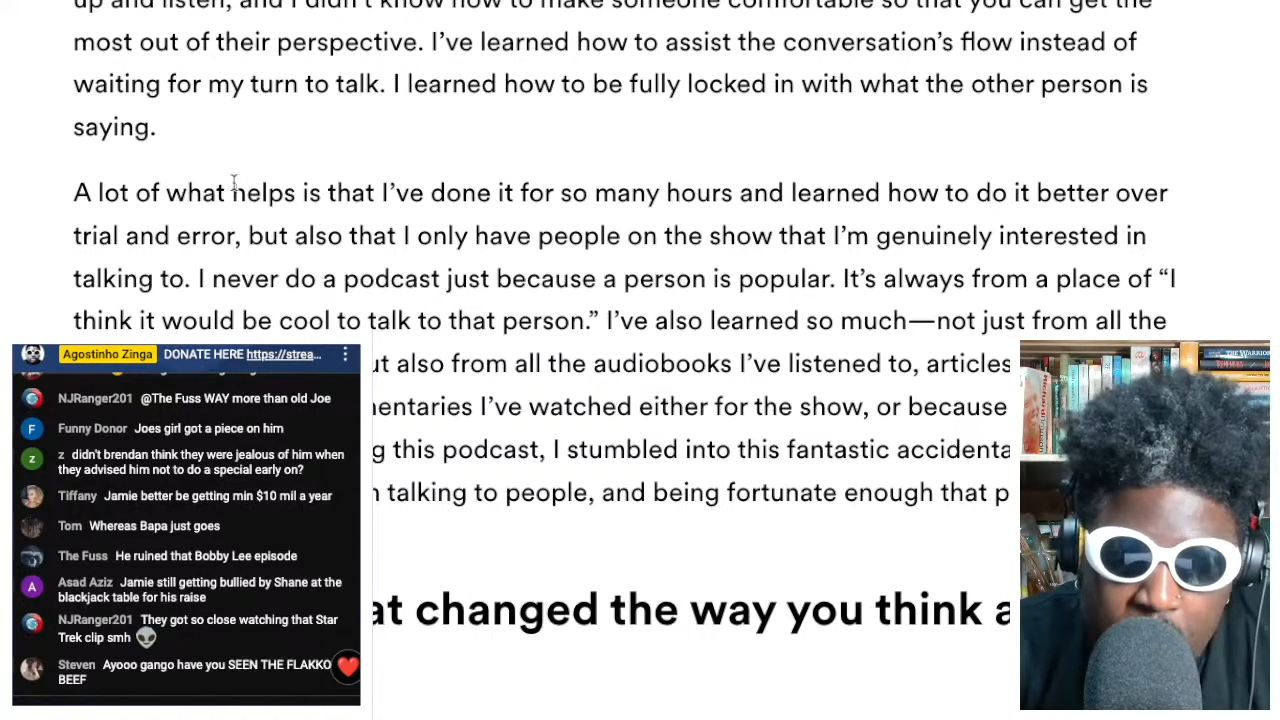 up and listen, and I didn't know how to make someone comfortable so that you can get the
most out of their perspective. I've learned how to assist the conversation's flow instead of
waiting for my turn to talk. I learned how to be fully locked in with what the other person is
saying.
A lot of what helps is that I've done it for so many hours and learned how to do it better over
trial and error, but also that I only have people on the show that I'm genuinely interested in
talking to. I never do a podcast just because a person is popular. It's always from a place of “I
think it would be cool to talk to that person.” I've also learned so much—not just from all the
ut also from all the audiobooks I've listened to, articles
nentaries I've watched either for the show, or because
g this podcast, I stumbled into this fantastic accidenta
n talking to people, and being fortunate enough that p
at changed the way you think a
Agostinho Zinga DONATE HERE https://strea...
NJRanger201 @The Fuss WAY more than old Joe
F Funny Donor Joes girl got a piece on him
z z didn't brendan think they were jealous of him when
they advised him not to do a special early on?
Tiffany Jamie better be getting min $10 mil a year
Tom Whereas Bapa just goes
The Fuss He ruined that Bobby Lee episode
A Asad Aziz Jamie still getting bullied by Shane at the
blackjack table for his raise
NJRanger201 They got so close watching that Star
Trek clip smh
Steven Ayooo gango have you SEEN THE FLAKKO
BEEF
THE WARRIOR